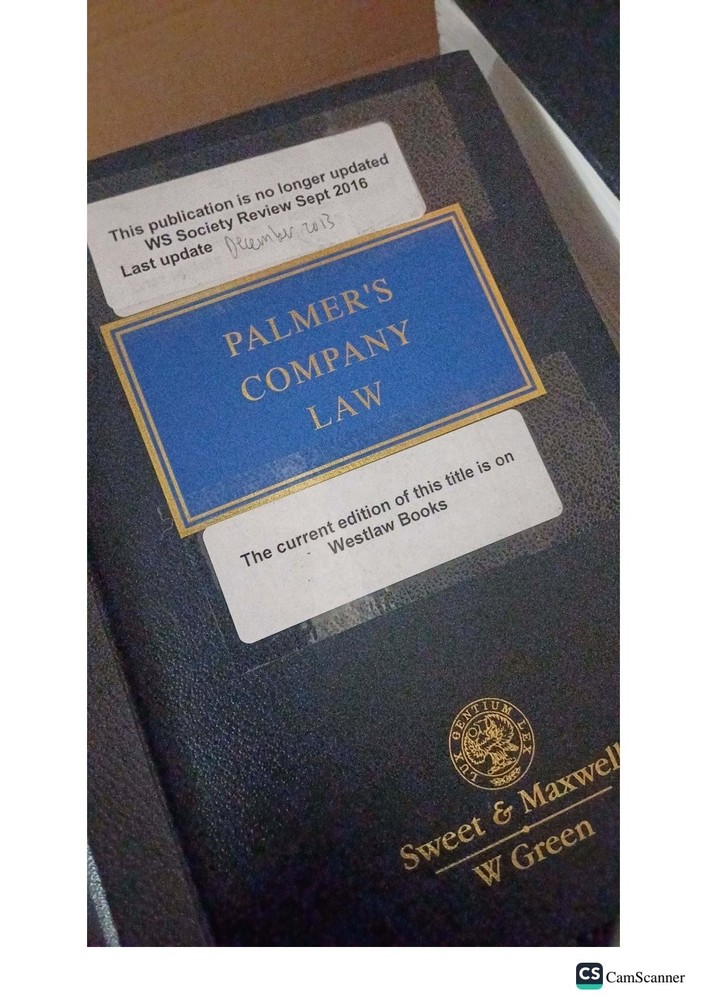 This publication is no longer updated
WS Society Review Sept 2016
Last update December 2013
PALMER'S
COMPANY
LAW
The current edition of this title is on
Westlaw Books
LUX GENTIUM LEX
Sweet & Maxwell
W Green
CS CamScanner